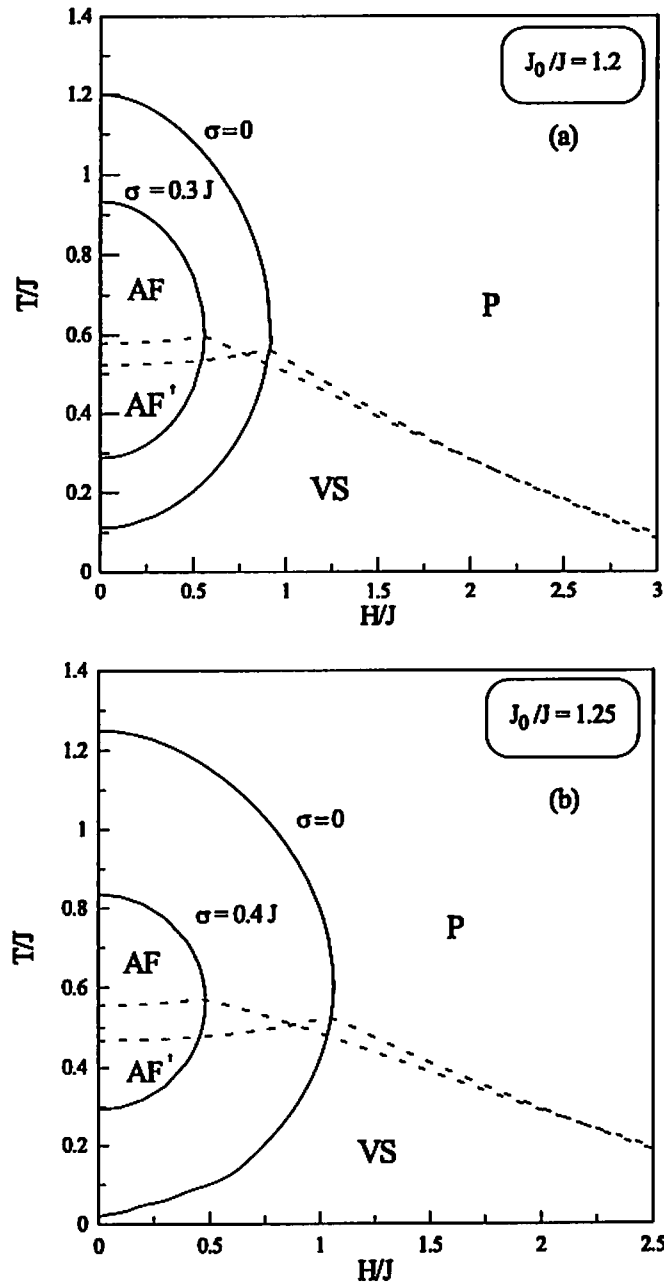 1.4
J₀/J = 1.2
1.2
σ=0
(a)
1
σ = 0.3 J
0.8
T/J
AF
P
0.6
AF'
0.4
VS
0.2
0
0 0.5 1 1.5 2 2.5 3
H/J
1.4
J₀/J = 1.25
1.2
(b)
σ=0
1
0.8
σ=0.4 J
T/J
AF
P
0.6
AF'
0.4
VS
0.2
0
0 0.5 1 1.5 2 2.5
H/J